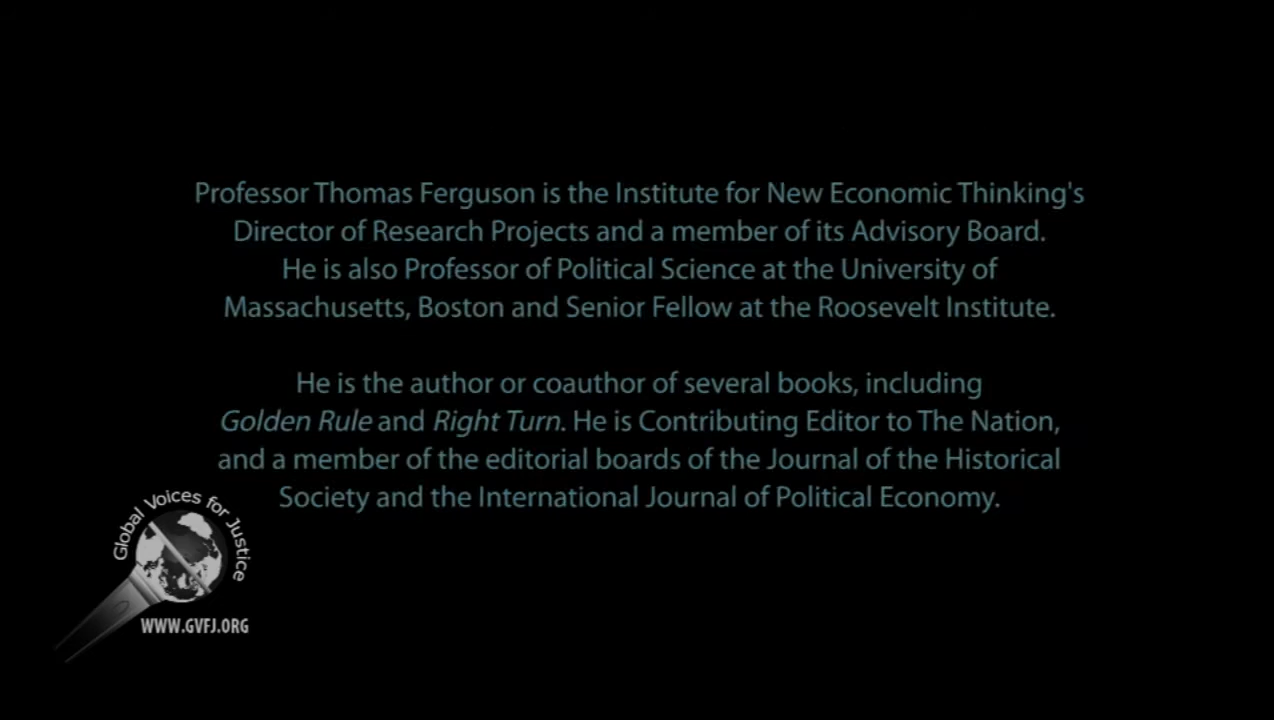 Professor Thomas Ferguson is the Institute for New Economic Thinking's
Director of Research Projects and a member of its Advisory Board.
He is also Professor of Political Science at the University of
Massachusetts, Boston and Senior Fellow at the Roosevelt Institute.
He is the author or coauthor of several books, including
Golden Rule and Right Turn. He is Contributing Editor to The Nation,
and a member of the editorial boards of the Journal of the Historical
Society and the International Journal of Political Economy.
Global Voices for Justice
WWW.GVFJ.ORG